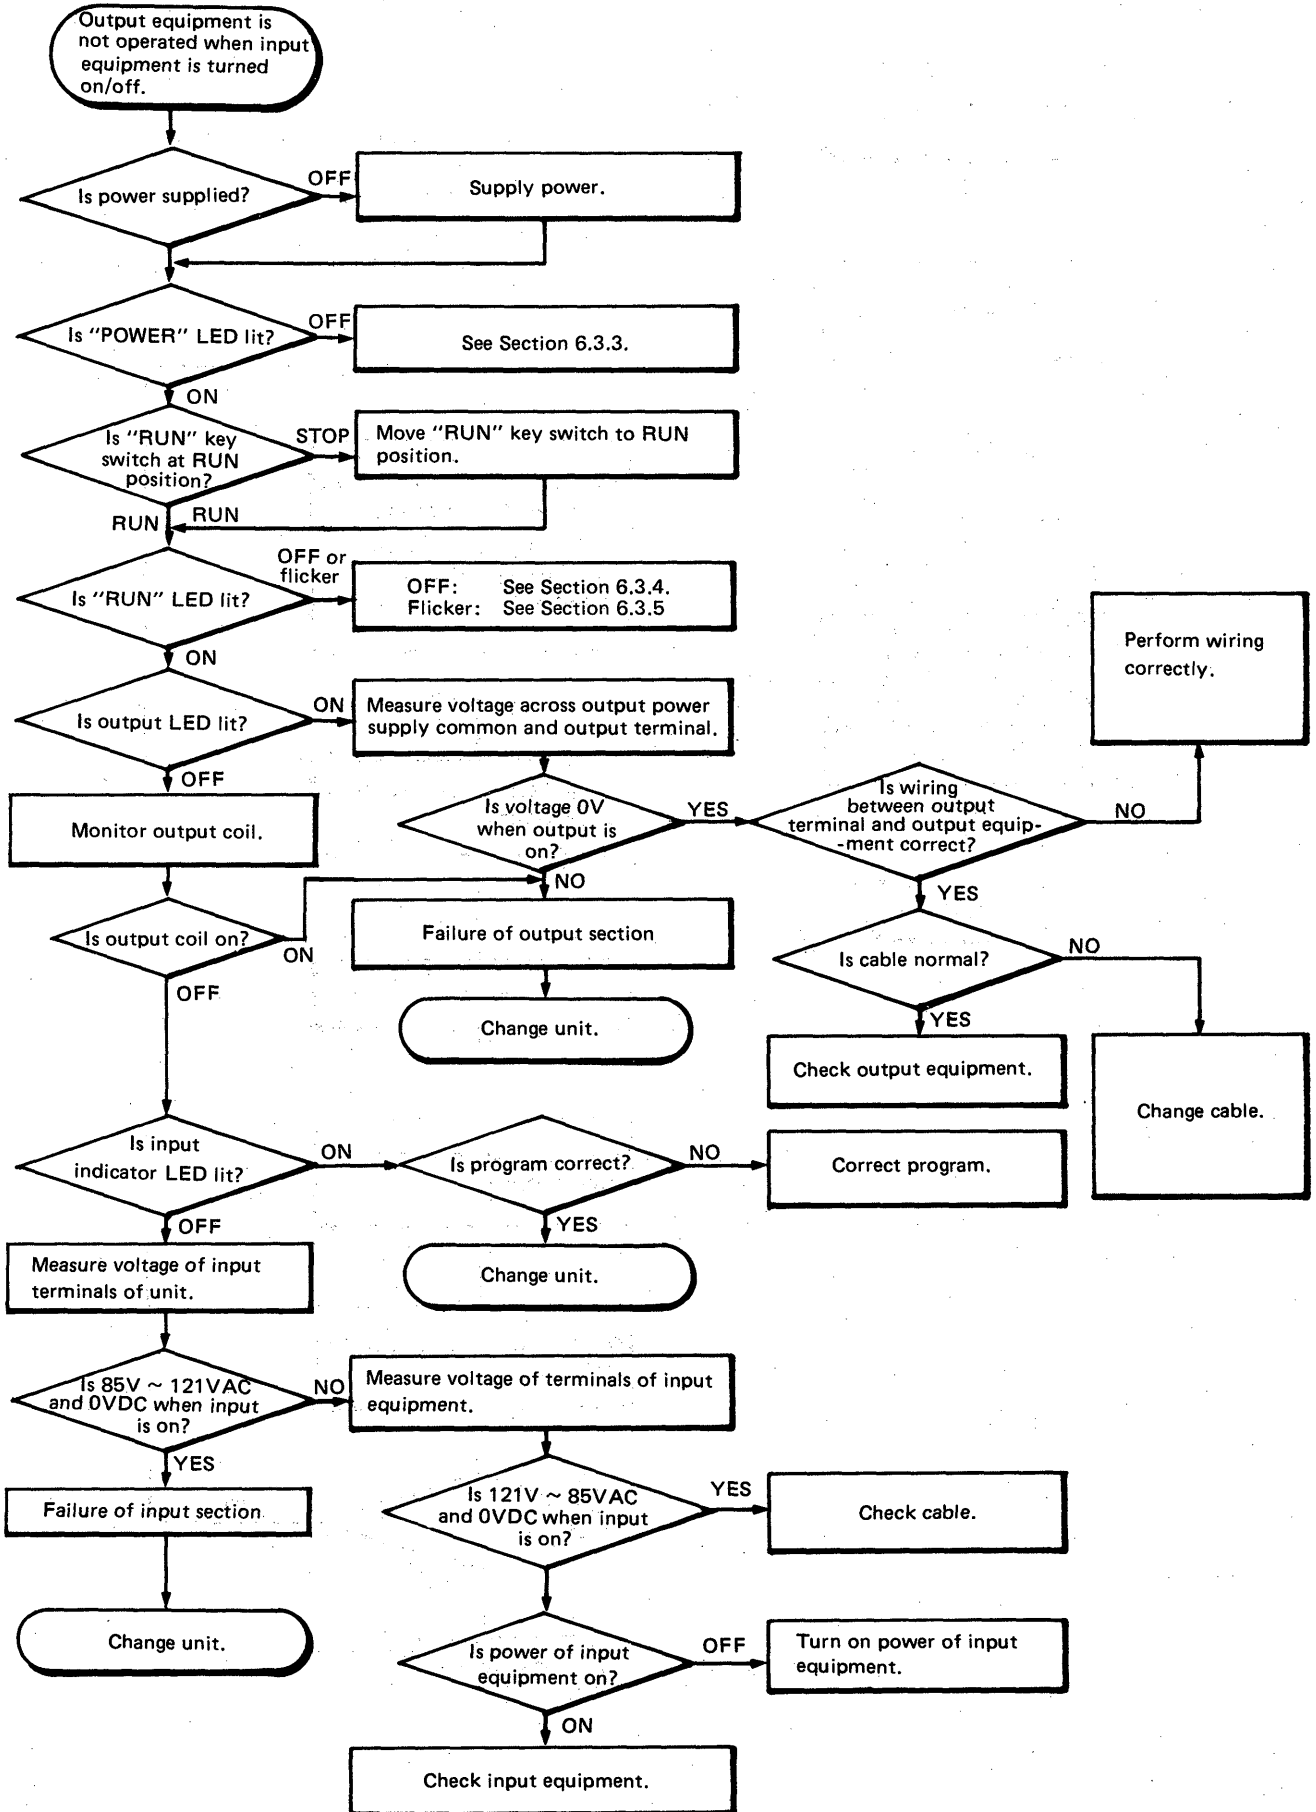 Output equipment is
not operated when input
equipment is turned
on/off.
Is power supplied?
OFF
Supply power.
Is "POWER" LED lit?
OFF
See Section 6.3.3.
ON
Is "RUN" key
switch at RUN
position?
STOP
Move "RUN" key switch to RUN
position.
RUN
RUN
Is "RUN" LED lit?
OFF or
flicker
OFF: See Section 6.3.4.
Flicker: See Section 6.3.5
ON
Is output LED lit?
ON
Measure voltage across output power
supply common and output terminal.
OFF
Monitor output coil.
Is voltage 0V
when output is
on?
YES
Is wiring
between output
terminal and output equip-
-ment correct?
NO
Perform wiring
correctly.
NO
YES
Is output coil on?
ON
OFF
Failure of output section
Change unit.
Is cable normal?
NO
YES
Check output equipment.
Change cable.
Is input
indicator LED lit?
ON
Is program correct?
NO
Correct program.
OFF
YES
Change unit.
Measure voltage of input
terminals of unit.
Is 85V ~ 121VAC
and 0VDC when input
is on?
NO
Measure voltage of terminals of input
equipment.
YES
Failure of input section
Change unit.
Is 121V ~ 85VAC
and 0VDC when input
is on?
YES
Check cable.
Is power of input
equipment on?
OFF
Turn on power of input
equipment.
ON
Check input equipment.